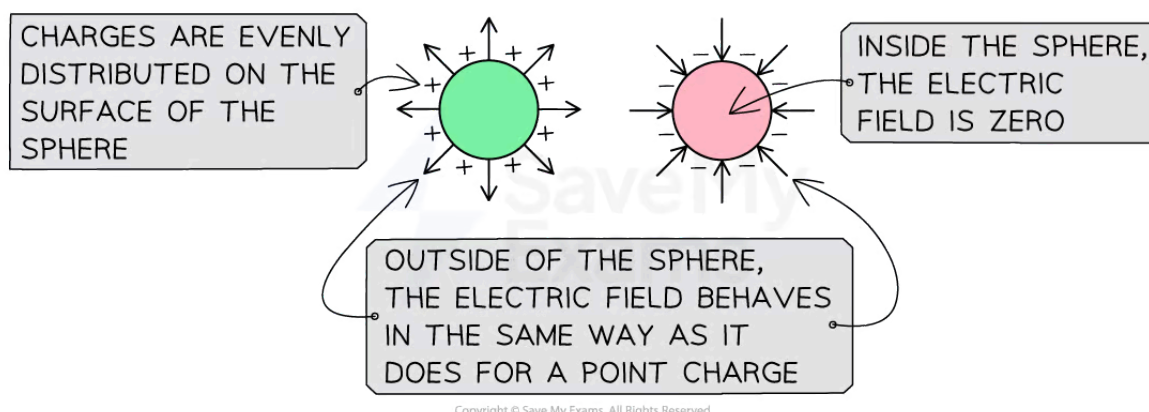 CHARGES ARE EVENLY
DISTRIBUTED ON THE
SURFACE OF THE
SPHERE
INSIDE THE SPHERE,
THE ELECTRIC
FIELD IS ZERO
OUTSIDE OF THE SPHERE,
THE ELECTRIC FIELD BEHAVES
IN THE SAME WAY AS IT
DOES FOR A POINT CHARGE
SaveMy
Exams
Copyright © Save My Exams. All Rights Reserved